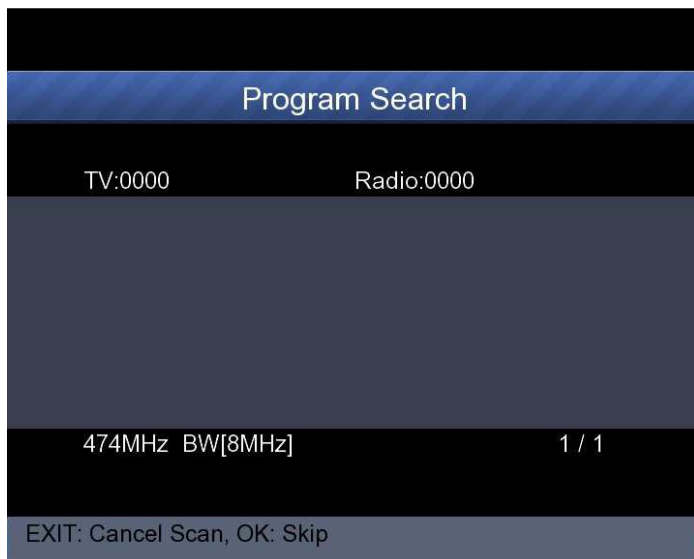 Program Search
TV:0000 Radio:0000
474MHz BW[8MHz] 1 / 1
EXIT: Cancel Scan, OK: Skip